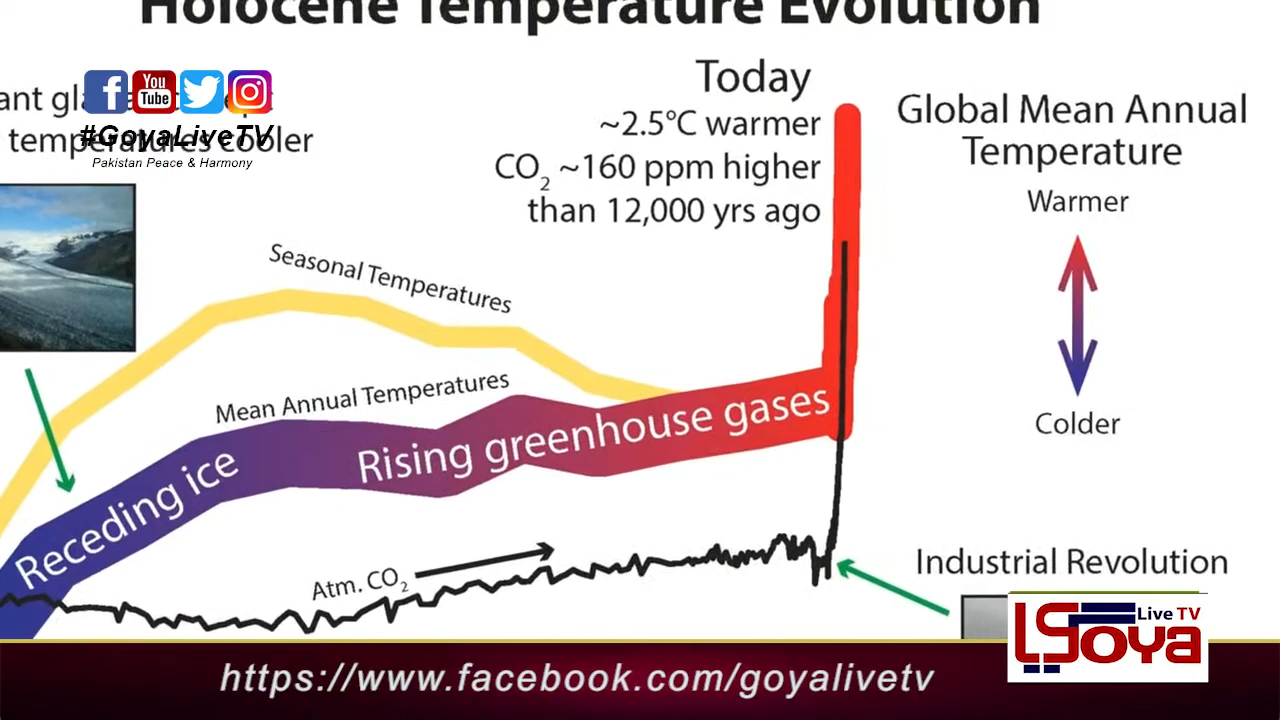 Holocene Temperature Evolution
Today
~2.5°C warmer
CO2 ~160 ppm higher
than 12,000 yrs ago
Global Mean Annual
Temperature
Warmer
Colder
temperatures cooler
f
You
Tube
#GoyaLiveTV
Pakistan Peace & Harmony
Seasonal Temperatures
Mean Annual Temperatures
Rising greenhouse gases
Receding ice
Atm. CO2
Industrial Revolution
Goya Live TV
https://www.facebook.com/goyalivetv